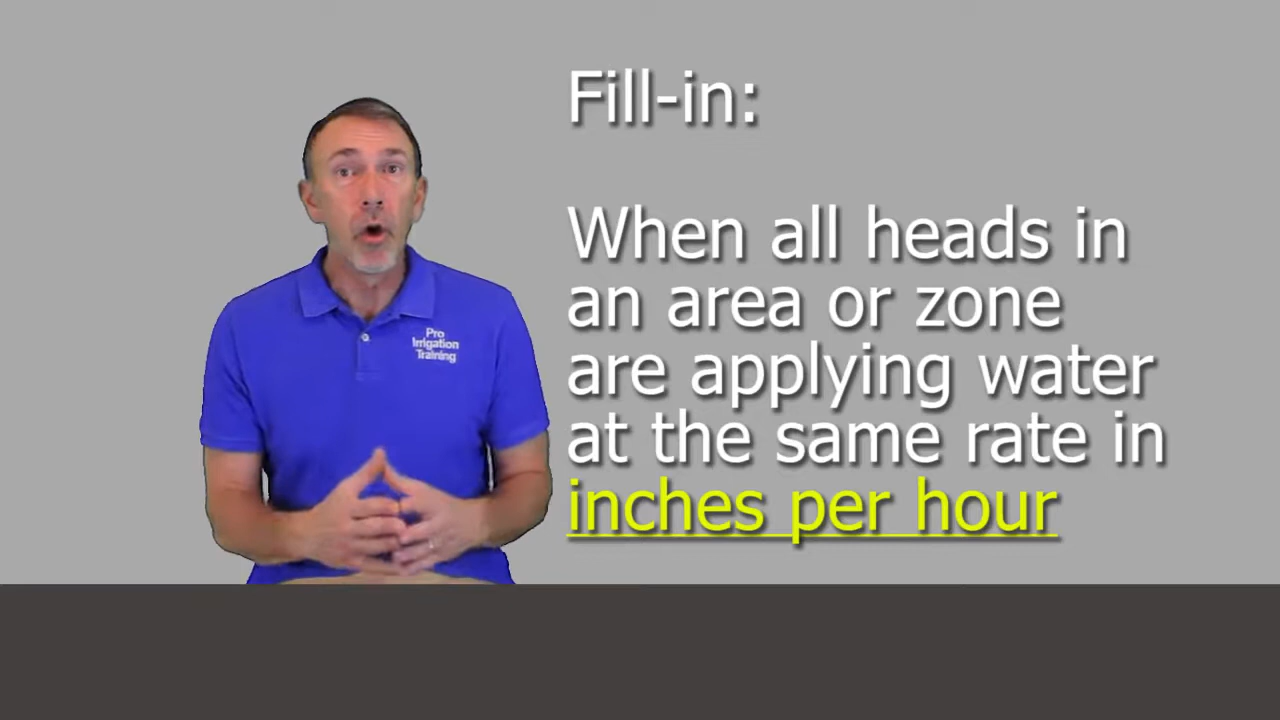 Fill-in:
When all heads in
an area or zone
are applying water
at the same rate in
inches per hour
Pro
Irrigation
Training